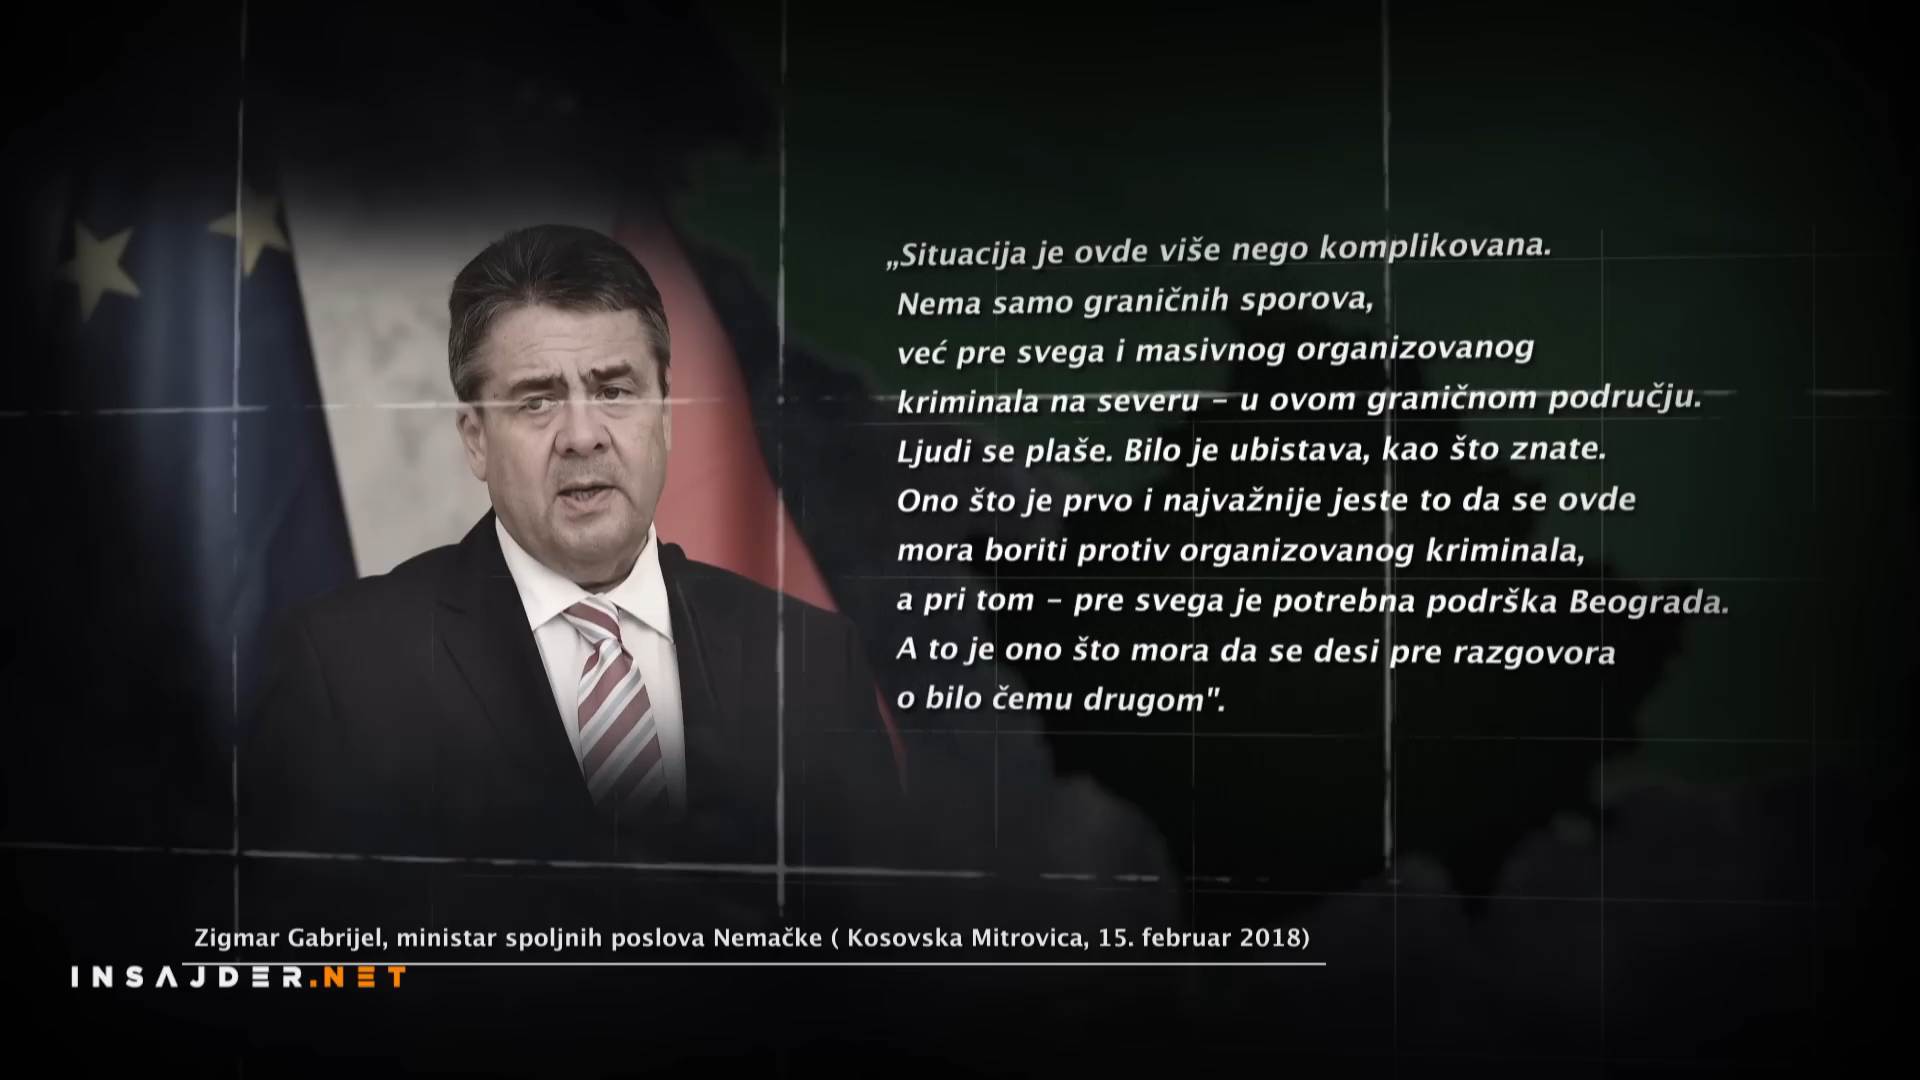 „Situacija je ovde više nego komplikovana.
Nema samo graničnih sporova,
već pre svega i masivnog organizovanog
kriminala na severu – u ovom graničnom području.
Ljudi se plaše. Bilo je ubistava, kao što znate.
Ono što je prvo i najvažnije jeste to da se ovde
mora boriti protiv organizovanog kriminala,
a pri tom – pre svega je potrebna podrška Beograda.
A to je ono što mora da se desi pre razgovora
o bilo čemu drugom".
Zigmar Gabrijel, ministar spoljnih poslova Nemačke ( Kosovska Mitrovica, 15. februar 2018)
INSAJDER.NET